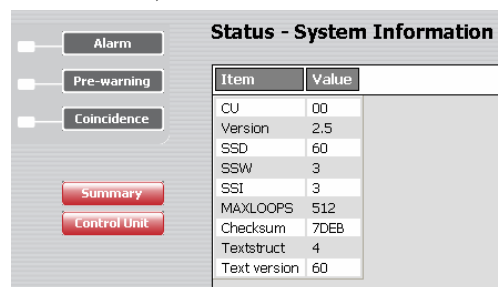 Alarm
Pre-warning
Coincidence
Summary
Control Unit
Status - System Information
Item Value
CU 00
Version 2.5
SSD 60
SSW 3
SSI 3
MAXLOOPS 512
Checksum 7DEB
Textstruct 4
Text version 60